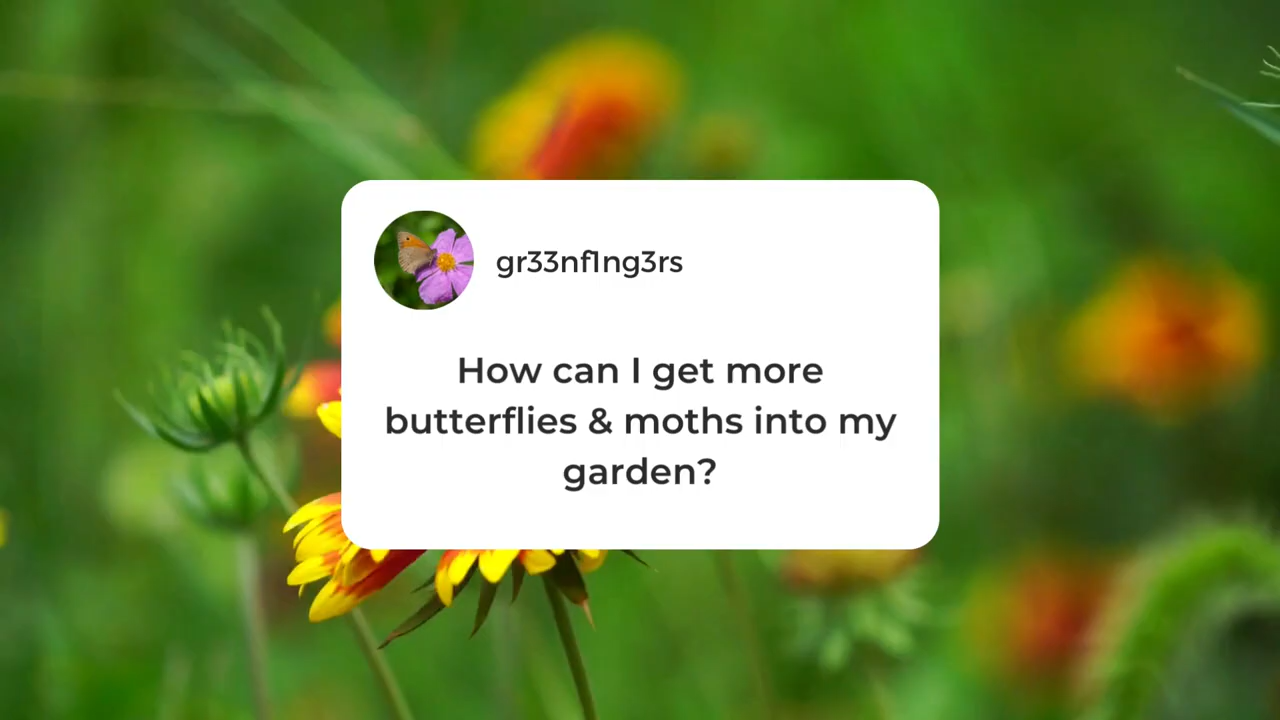 gr33nf1ng3rs
How can I get more
butterflies & moths into my
garden?